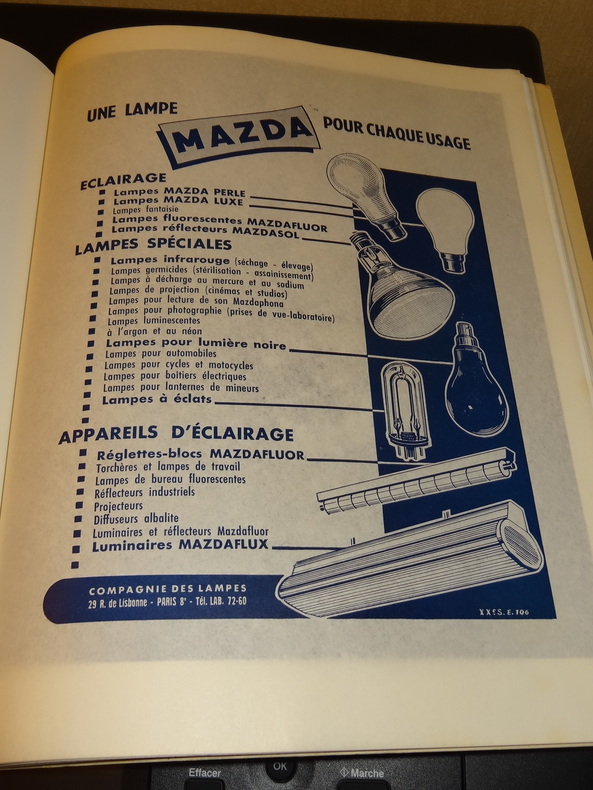 UNE LAMPE
MAZDA
POUR CHAQUE USAGE
ECLAIRAGE
Lampes MAZDA PERLE
Lampes MAZDA LUXE
Lampes fantaisie
Lampes fluorescentes MAZDAFLUOR
Lampes réflecteurs MAZDASOL
LAMPES SPÉCIALES
Lampes infrarouge (séchage - élevage)
Lampes germicides (stérilisation - assainissement)
Lampes à décharge au mercure et au sodium
Lampes de projection (cinémas et studios)
Lampes pour lecture de son Mazdaphona
Lampes pour photographie (prises de vue-laboratoire)
Lampes luminescentes
à l'argon et au néon
Lampes pour lumière noire
Lampes pour automobiles
Lampes pour cycles et motocycles
Lampes pour boîtiers électriques
Lampes pour lanternes de mineurs
Lampes à éclats
APPAREILS D'ÉCLAIRAGE
Réglettes-blocs MAZDAFLUOR
Torchères et lampes de travail
Lampes de bureau fluorescentes
Réflecteurs industriels
Projecteurs
Diffuseurs albalite
Luminaires et réflecteurs Mazdafluor
Luminaires MAZDAFLUX
COMPAGNIE DES LAMPES
29 R. de Lisbonne - PARIS 8e - Tél. LAB. 72-60
Effacer
OK
Marche